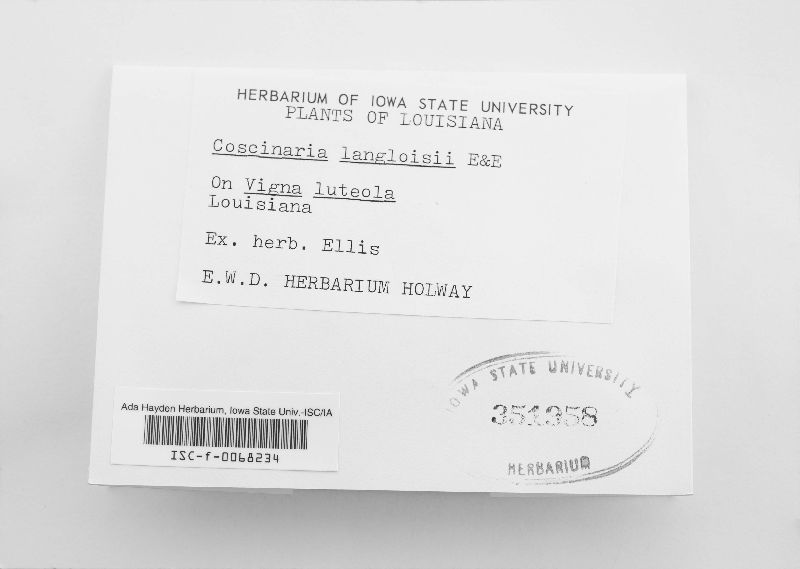 HERBARIUM OF IOWA STATE UNIVERSITY
PLANTS OF LOUISIANA
Coscinaria langloisii E&E
On Vigna luteola
Louisiana
Ex. herb. Ellis
E.W.D. HERBARIUM HOLWAY
IOWA STATE UNIVERSITY
351358
HERBARIUM
Ada Hayden Herbarium, Iowa State Univ.-ISC/IA
ISC-f-0068234